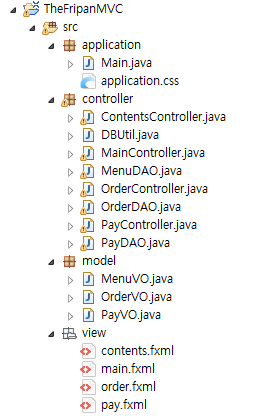 TheFripanMVC
src
application
Main.java
application.css
controller
ContentsController.java
DBUtil.java
MainController.java
MenuDAO.java
OrderController.java
OrderDAO.java
PayController.java
PayDAO.java
model
MenuVO.java
OrderVO.java
PayVO.java
view
contents.fxml
main.fxml
order.fxml
pay.fxml